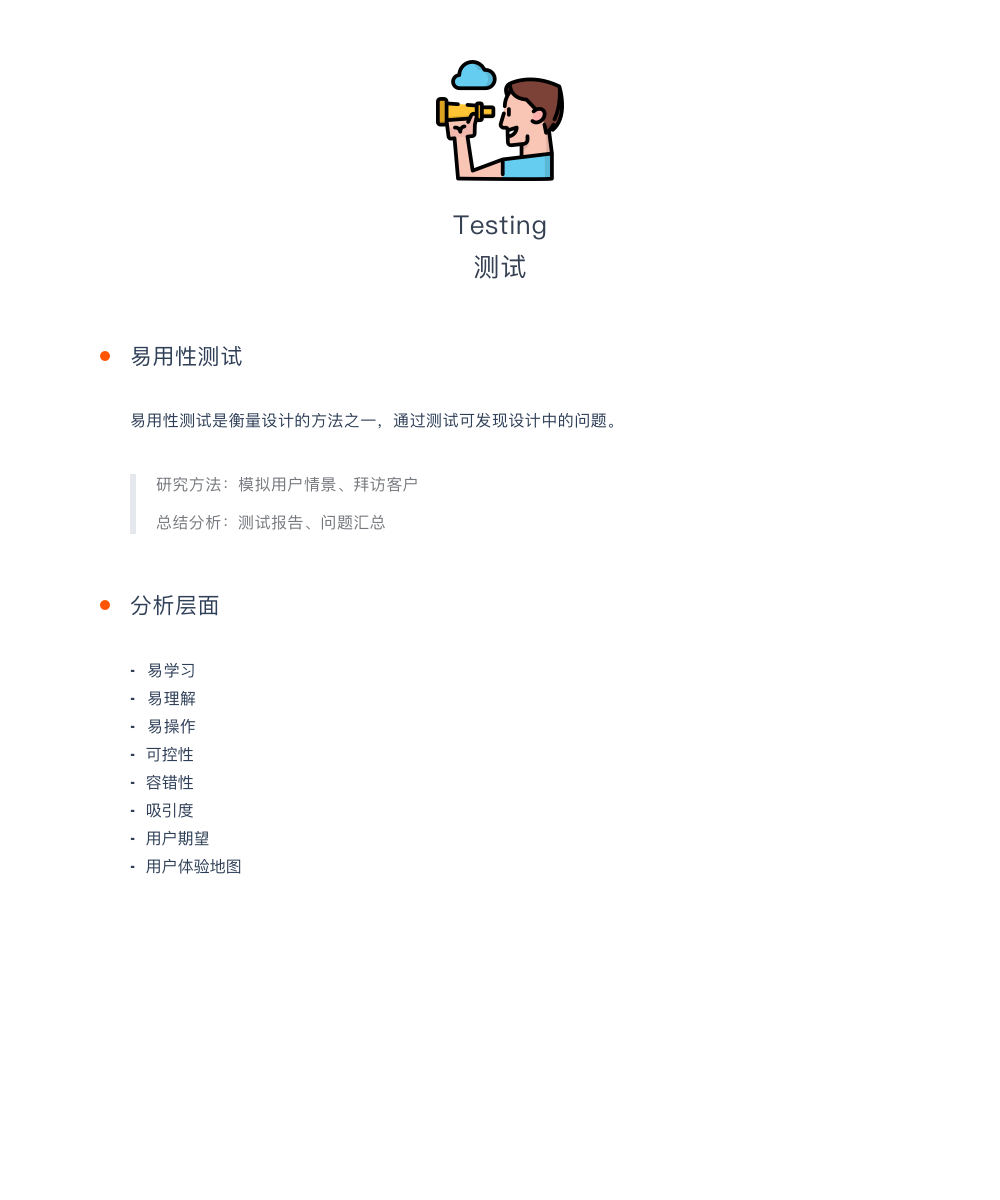 Testing
测试
易用性测试
易用性测试是衡量设计的方法之一，通过测试可发现设计中的问题。
研究方法：模拟用户情景、拜访客户
总结分析：测试报告、问题汇总
分析层面
- 易学习
- 易理解
- 易操作
- 可控性
- 容错性
- 吸引度
- 用户期望
- 用户体验地图